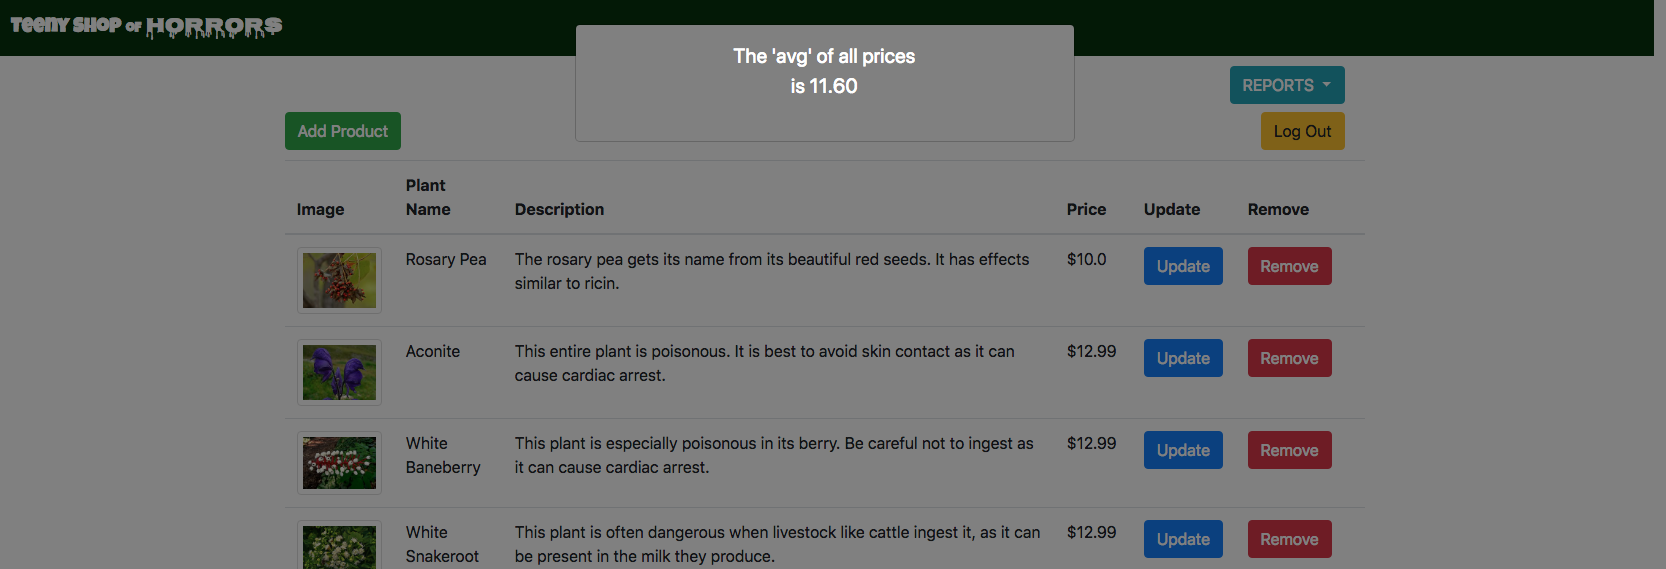 TEENY SHOP OF HORRORS
The 'avg' of all prices
is 11.60
REPORTS
Add Product
Log Out
Image
Plant
Name
Description
Price
Update
Remove
Rosary Pea
The rosary pea gets its name from its beautiful red seeds. It has effects
similar to ricin.
$10.0
Update
Remove
Aconite
This entire plant is poisonous. It is best to avoid skin contact as it can
cause cardiac arrest.
$12.99
Update
Remove
White
Baneberry
This plant is especially poisonous in its berry. Be careful not to ingest as
it can cause cardiac arrest.
$12.99
Update
Remove
White
Snakeroot
This plant is often dangerous when livestock like cattle ingest it, as it can
be present in the milk they produce.
$12.99
Update
Remove